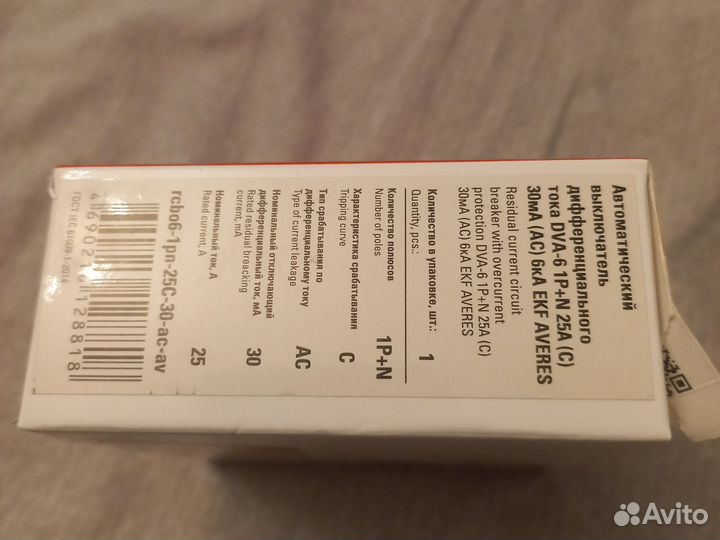 Автоматический
выключатель
дифференциального
тока DVA-6 1P+N 25А (С)
30мА (АС) 6кА EKF AVERES
Residual current circuit
breaker with overcurrent
protection DVA-6 1P+N 25A (C)
30мA (AC) 6кA EKF AVERES
Количество в упаковке, шт.: 1
Quantity, pcs.:
Количество полюсов 1P+N
Number of poles
Характеристика срабатывания C
Tripping curve
Тип срабатывания по
дифференциальному току AC
Type of current leakage
Номинальный отключающий
дифференциальный ток, мА 30
Rated residual breacking
current, mA
Номинальный ток, А 25
Rated current, A
rcbo6-1pn-25C-30-ac-av
ГОСТ IEC 61009-1-2014
Avito